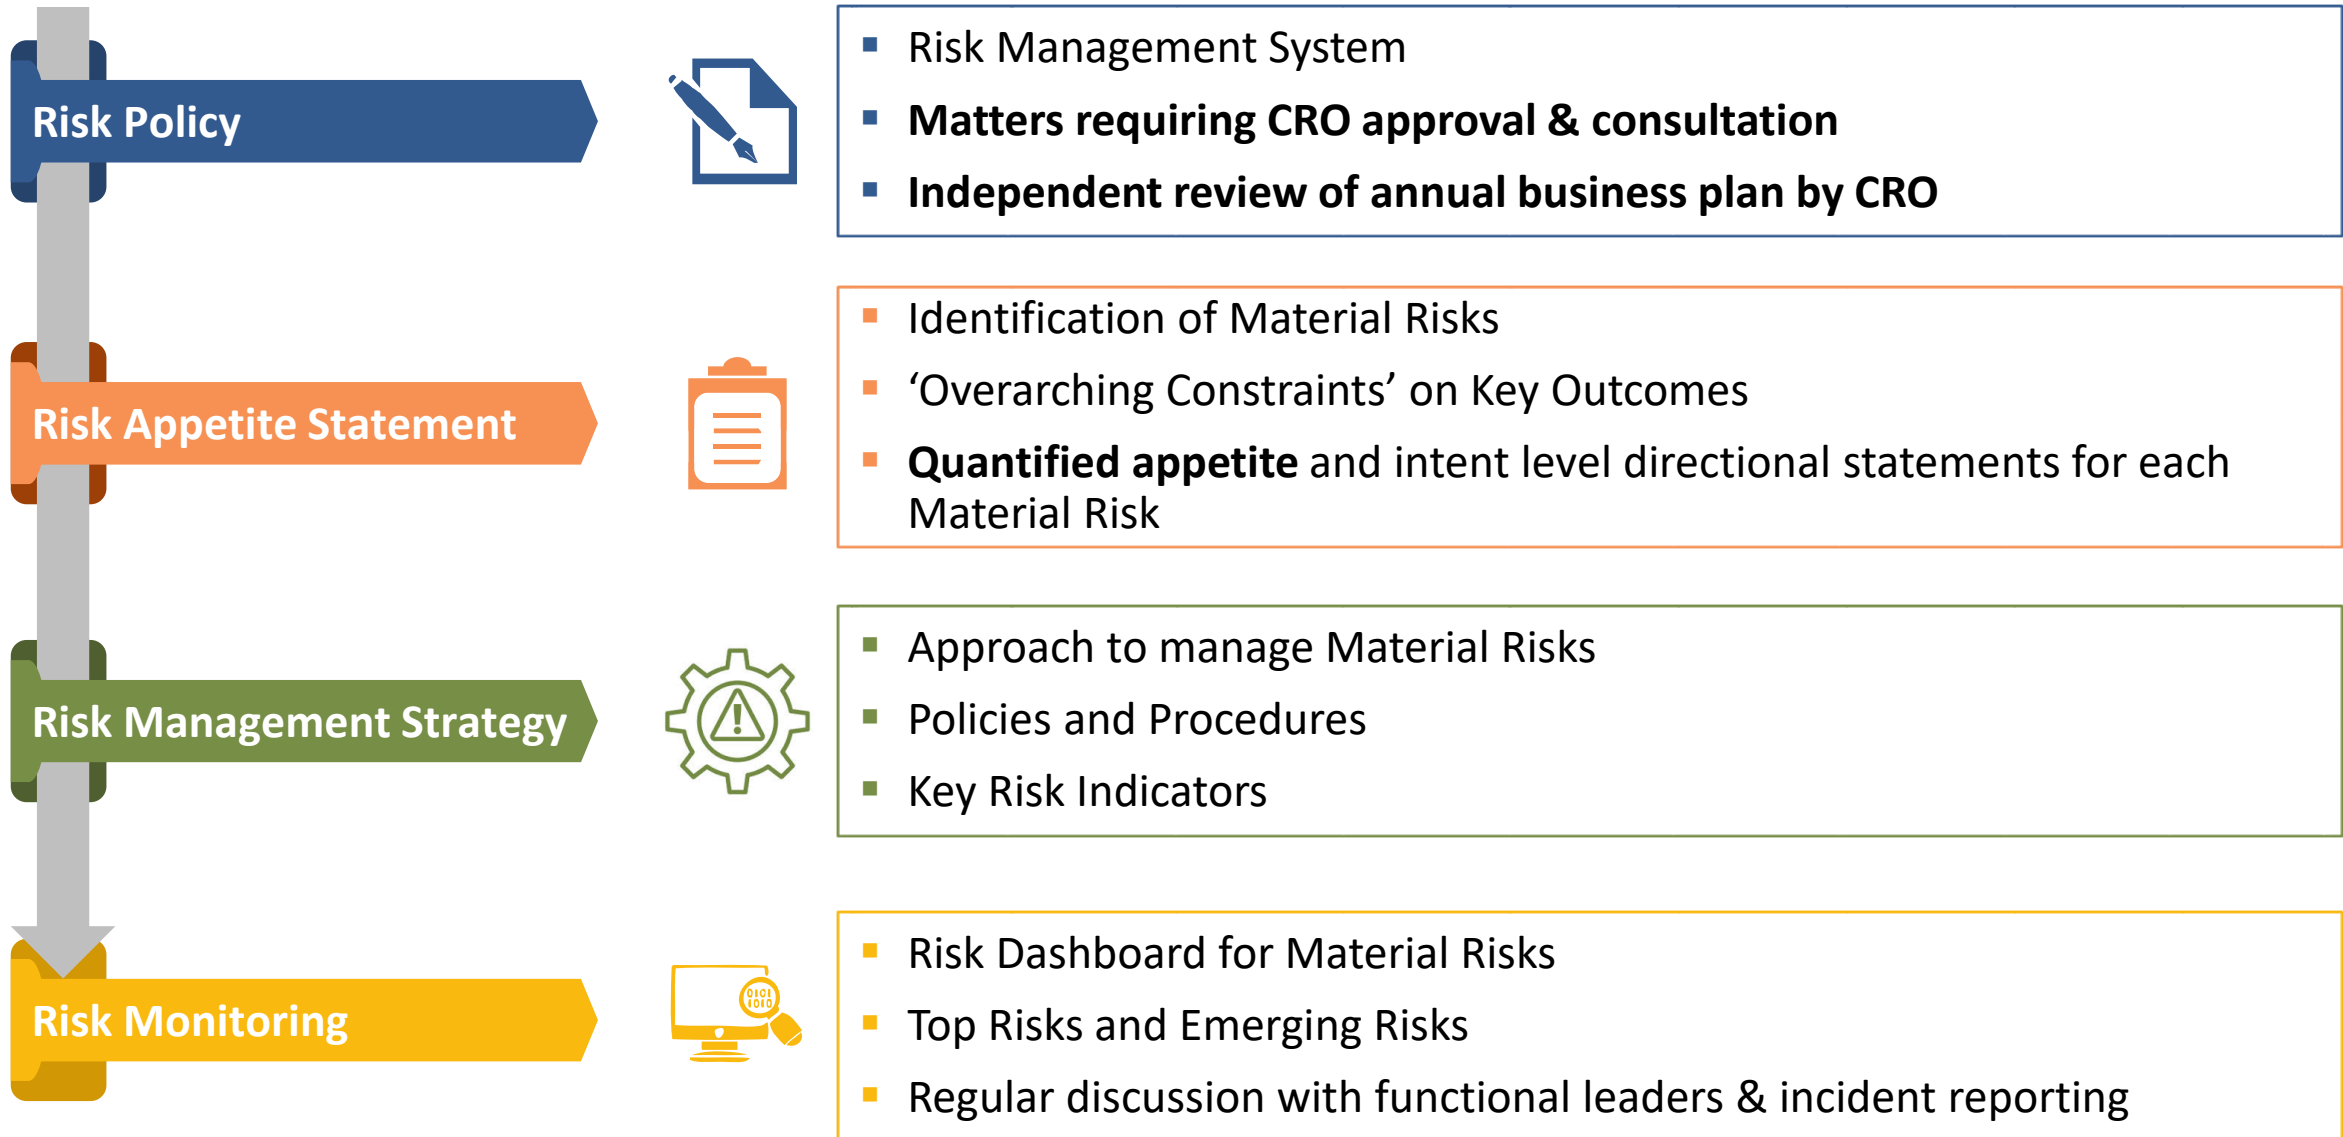 Risk Policy
Risk Management System
Matters requiring CRO approval & consultation
Independent review of annual business plan by CRO
Risk Appetite Statement
Identification of Material Risks
‘Overarching Constraints’ on Key Outcomes
Quantified appetite and intent level directional statements for each
Material Risk
Risk Management Strategy
Approach to manage Material Risks
Policies and Procedures
Key Risk Indicators
Risk Monitoring
0101
1010
Risk Dashboard for Material Risks
Top Risks and Emerging Risks
Regular discussion with functional leaders & incident reporting